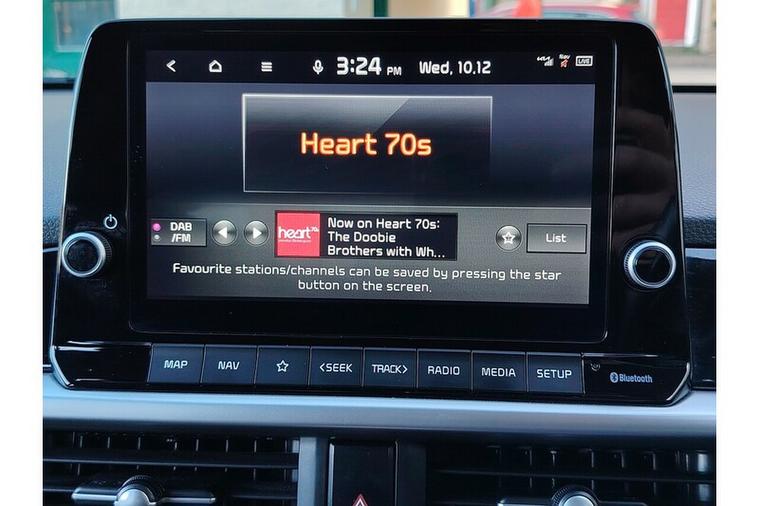 3:24 PM Wed, 10.12 LIVE
Heart 70s
DAB
/FM
heart 70s
Now on Heart 70s:
The Doobie
Brothers with Wh...
List
Favourite stations/channels can be saved by pressing the star
button on the screen.
MAP NAV <SEEK TRACK> RADIO MEDIA SETUP
Bluetooth